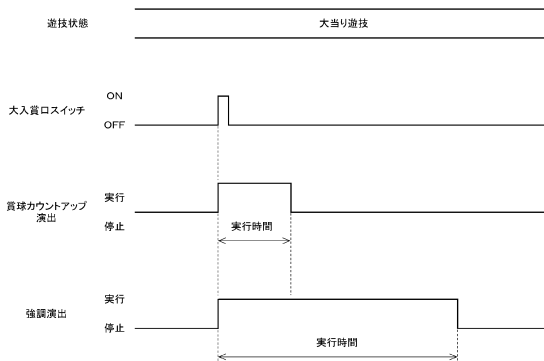 遊技状態
大当り遊技
大入賞口スイッチ
ON
OFF
賞球カウントアップ
演出
実行
停止
実行時間
強調演出
実行
停止
実行時間